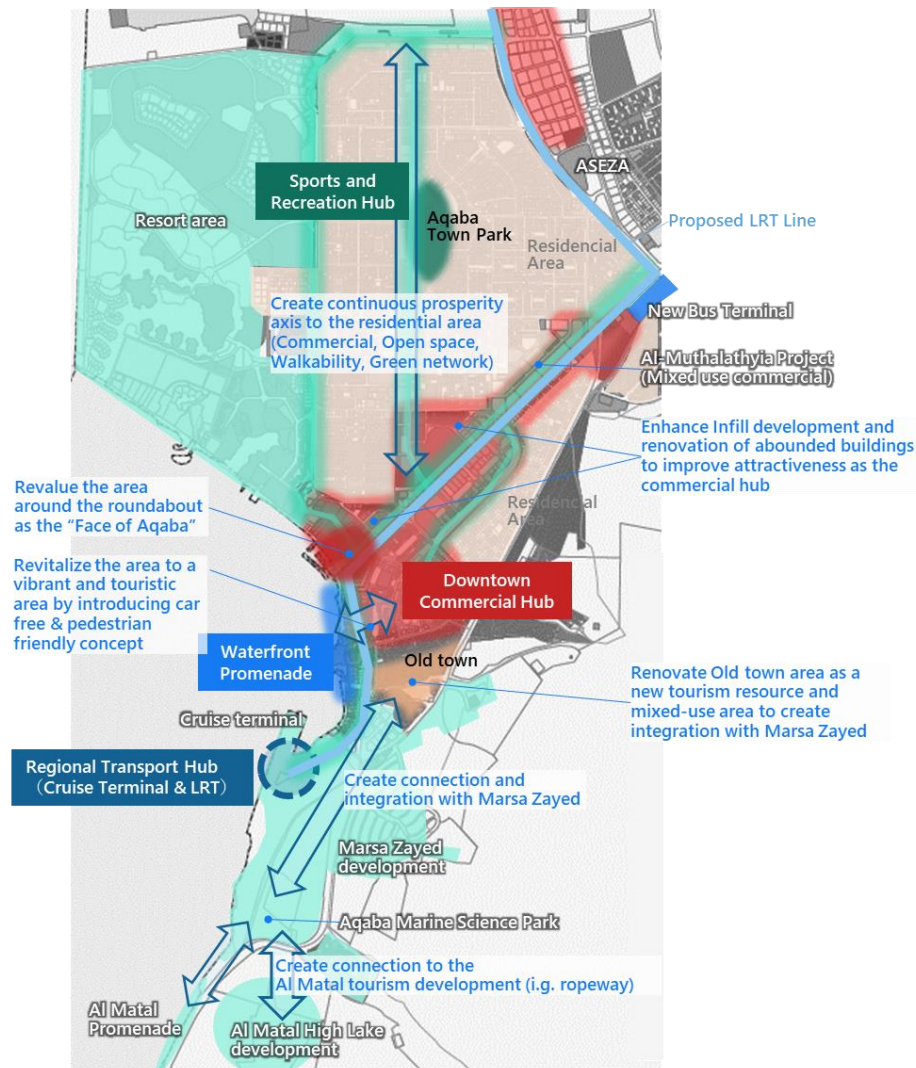 ASEZA
Sports and
Recreation Hub
Resort area
Aqaba
Town Park
Proposed LRT Line
Residencial
Area
Create continuous prosperity
axis to the residential area
(Commercial, Open space,
Walkability, Green network)
New Bus Terminal
Al-Muthalathyia Project
(Mixed use commercial)
Enhance Infill development and
renovation of abounded buildings
to improve attractiveness as the
commercial hub
Revalue the area
around the roundabout
as the “Face of Aqaba”
Residencial
Area
Revitalize the area to a
vibrant and touristic
area by introducing car
free & pedestrian
friendly concept
Downtown
Commercial Hub
Waterfront
Promenade
Old town
Renovate Old town area as a
new tourism resource and
mixed-use area to create
integration with Marsa Zayed
Cruise terminal
Regional Transport Hub
（Cruise Terminal & LRT）
Create connection and
integration with Marsa Zayed
Marsa Zayed
development
Aqaba Marine Science Park
Create connection to the
Al Matal tourism development (i.g. ropeway)
Al Matal
Promenade
Al Matal High Lake
development